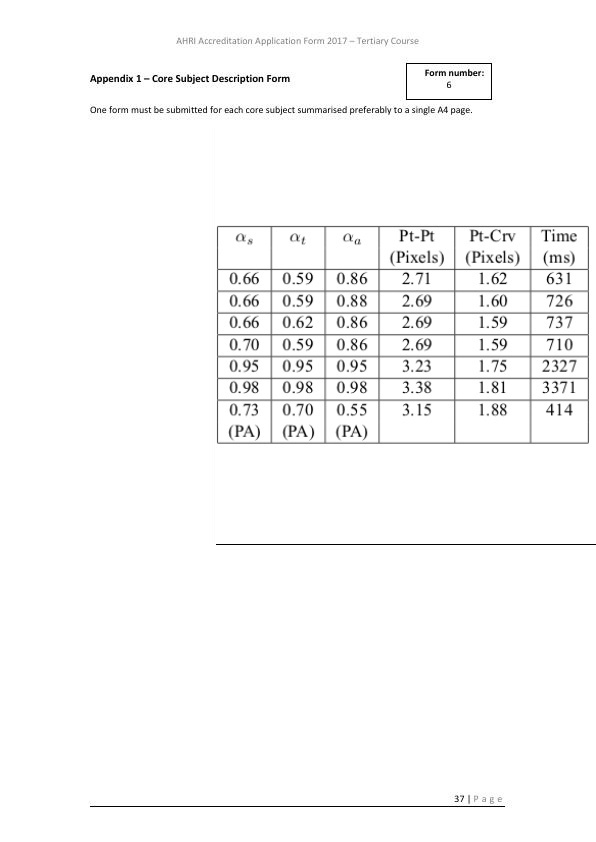 AHRI Accreditation Application Form 2017 – Tertiary Course
Appendix 1 – Core Subject Description Form
Form number:
6
One form must be submitted for each core subject summarised preferably to a single A4 page.
αs αt αa Pt-Pt Pt-Crv Time
(Pixels) (Pixels) (ms)
0.66 0.59 0.86 2.71 1.62 631
0.66 0.59 0.88 2.69 1.60 726
0.66 0.62 0.86 2.69 1.59 737
0.70 0.59 0.86 2.69 1.59 710
0.95 0.95 0.95 3.23 1.75 2327
0.98 0.98 0.98 3.38 1.81 3371
0.73 0.70 0.55 3.15 1.88 414
(PA) (PA) (PA)
37 | Page